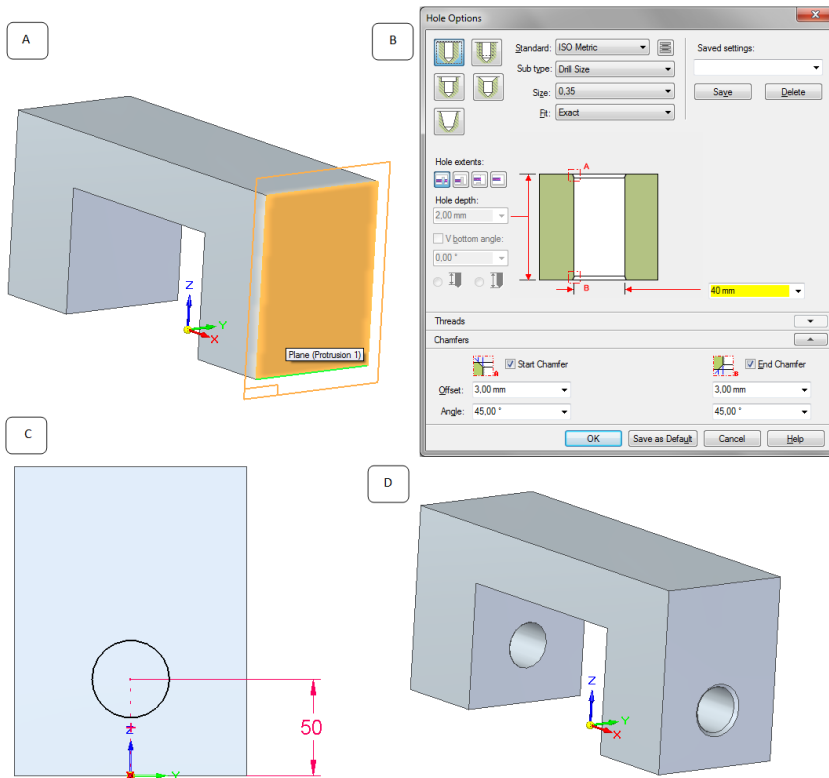 A
B
Z
Y
X
Plane (Protrusion 1)
Hole Options
Standard: ISO Metric
Sub type: Drill Size
Size: 0,35
Fit: Exact
Saved settings:
Save
Delete
Hole extents:
Hole depth:
2,00 mm
V bottom angle:
0,00 °
A
B
40 mm
Threads
Chamfers
A
Start Chamfer
B
End Chamfer
Offset: 3,00 mm
3,00 mm
Angle: 45,00 °
45,00 °
OK
Save as Default
Cancel
Help
C
50
Z
Y
D
Z
Y
X